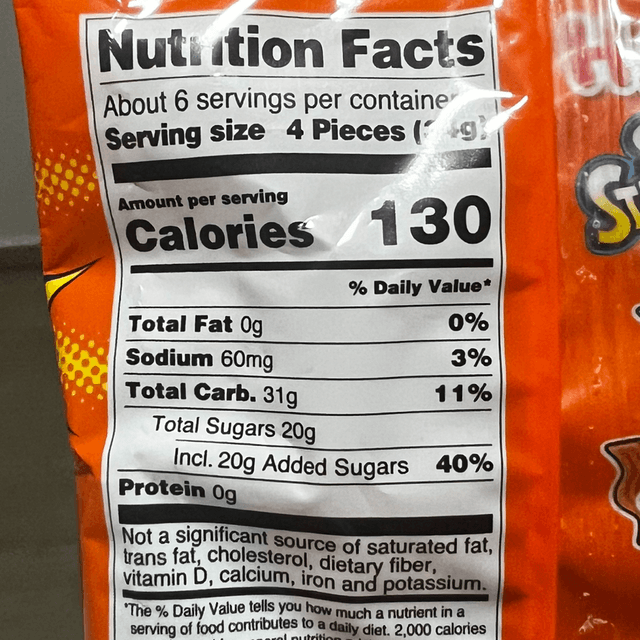 Nutrition Facts
About 6 servings per container
Serving size 4 Pieces
Amount per serving
Calories 130
% Daily Value*
Total Fat 0g 0%
Sodium 60mg 3%
Total Carb. 31g 11%
Total Sugars 20g
Incl. 20g Added Sugars 40%
Protein 0g
Not a significant source of saturated fat,
trans fat, cholesterol, dietary fiber,
vitamin D, calcium, iron and potassium.
*The % Daily Value tells you how much a nutrient in a
serving of food contributes to a daily diet. 2,000 calories